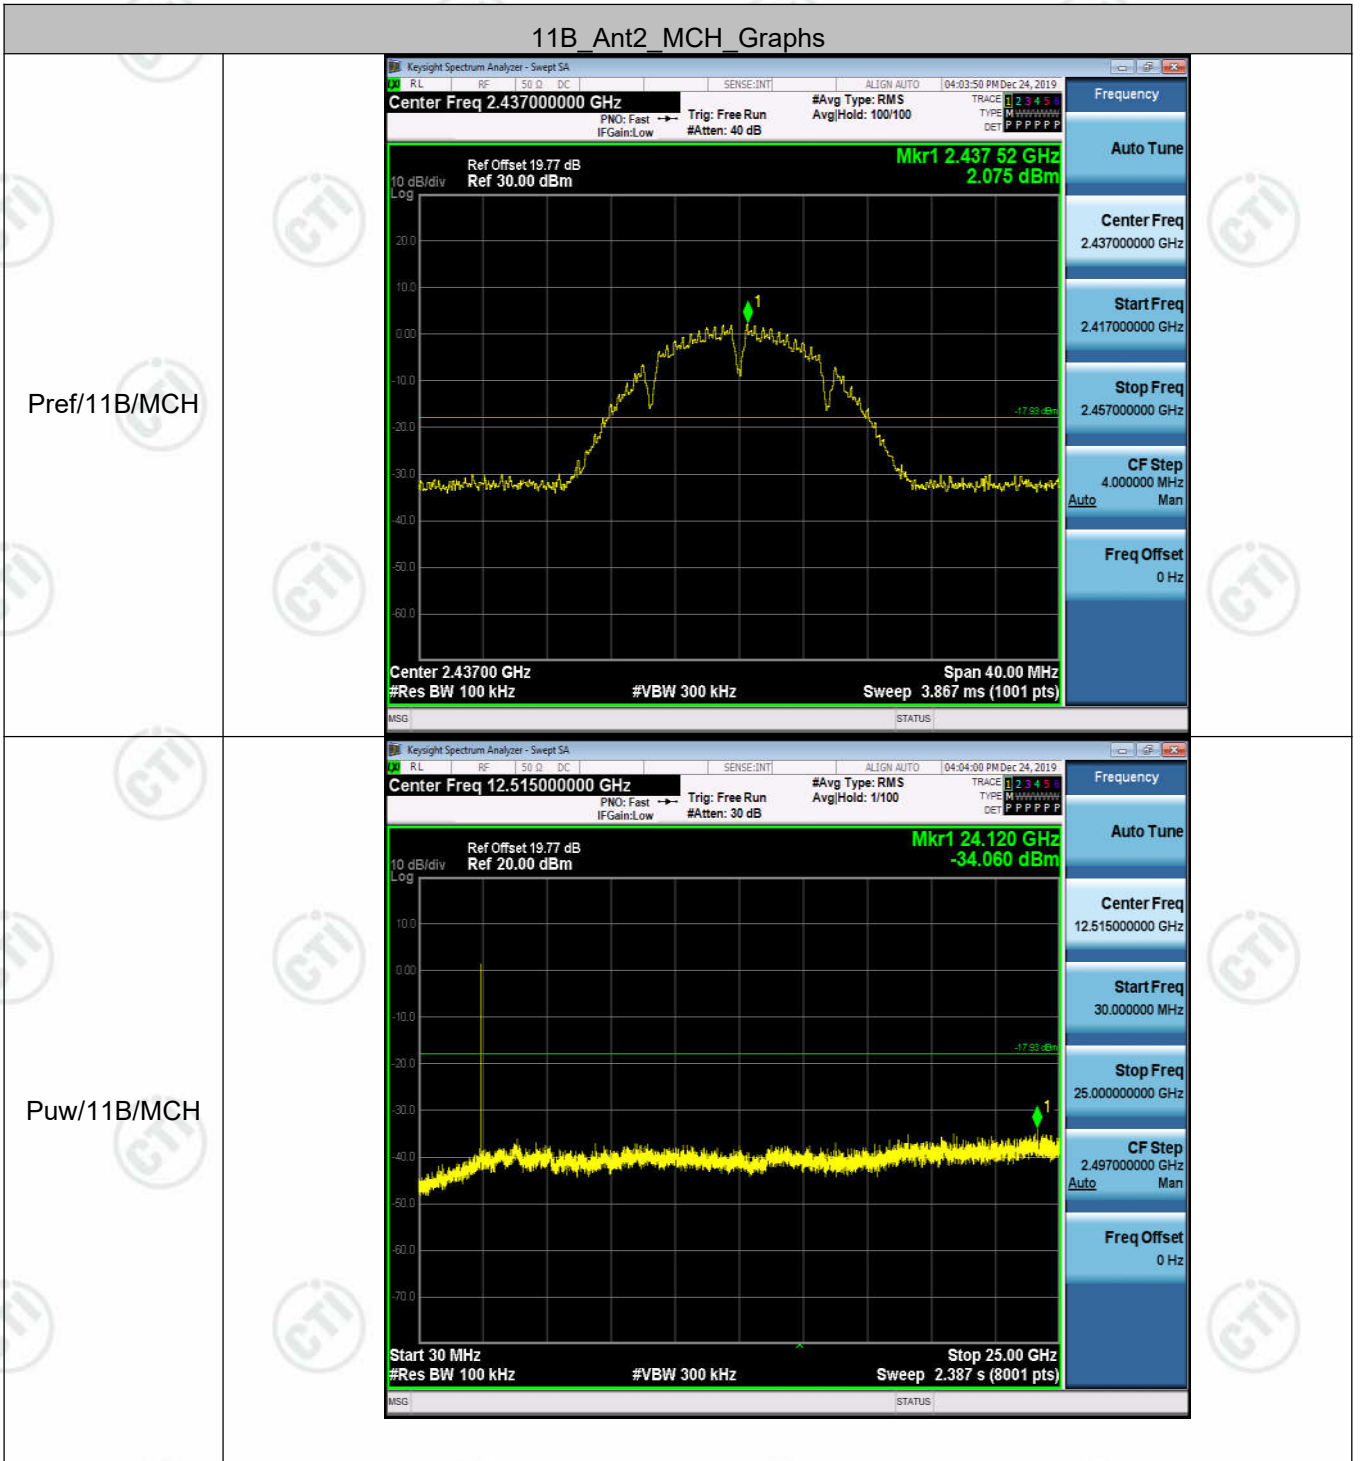 11B_Ant2_MCH_Graphs
Pref/11B/MCH
Keysight Spectrum Analyzer - Swept SA
RL RF 50 Ω DC SENSE:INT ALIGN AUTO 04:03:50 PM Dec 24, 2019
Center Freq 2.437000000 GHz
PNO: Fast
IFGain:Low
Trig: Free Run
#Atten: 40 dB
#Avg Type: RMS
Avg|Hold: 100/100
TRACE 1 2 3 4 5 6
TYPE M WWWWW
DET P P P P P P
Frequency
Mkr1 2.437 52 GHz
2.075 dBm
Ref Offset 19.77 dB
10 dB/div Ref 30.00 dBm
Log
20.0
10.0
0.00
-10.0
-20.0
-30.0
-40.0
-50.0
-60.0
1
-17.93 dBm
Center 2.43700 GHz Span 40.00 MHz
#Res BW 100 kHz #VBW 300 kHz Sweep 3.867 ms (1001 pts)
MSG STATUS
Auto Tune
Center Freq
2.437000000 GHz
Start Freq
2.417000000 GHz
Stop Freq
2.457000000 GHz
CF Step
4.000000 MHz
Auto Man
Freq Offset
0 Hz
Puw/11B/MCH
Keysight Spectrum Analyzer - Swept SA
RL RF 50 Ω DC SENSE:INT ALIGN AUTO 04:04:00 PM Dec 24, 2019
Center Freq 12.515000000 GHz
PNO: Fast
IFGain:Low
Trig: Free Run
#Atten: 30 dB
#Avg Type: RMS
Avg|Hold: 1/100
TRACE 1 2 3 4 5 6
TYPE M WWWWW
DET P P P P P P
Frequency
Mkr1 24.120 GHz
-34.060 dBm
Ref Offset 19.77 dB
10 dB/div Ref 20.00 dBm
Log
10.0
0.00
-10.0
-20.0
-30.0
-40.0
-50.0
-60.0
-70.0
-17.93 dBm
1
Start 30 MHz Stop 25.00 GHz
#Res BW 100 kHz #VBW 300 kHz Sweep 2.387 s (8001 pts)
MSG STATUS
Auto Tune
Center Freq
12.515000000 GHz
Start Freq
30.000000 MHz
Stop Freq
25.000000000 GHz
CF Step
2.497000000 GHz
Auto Man
Freq Offset
0 Hz
CTI